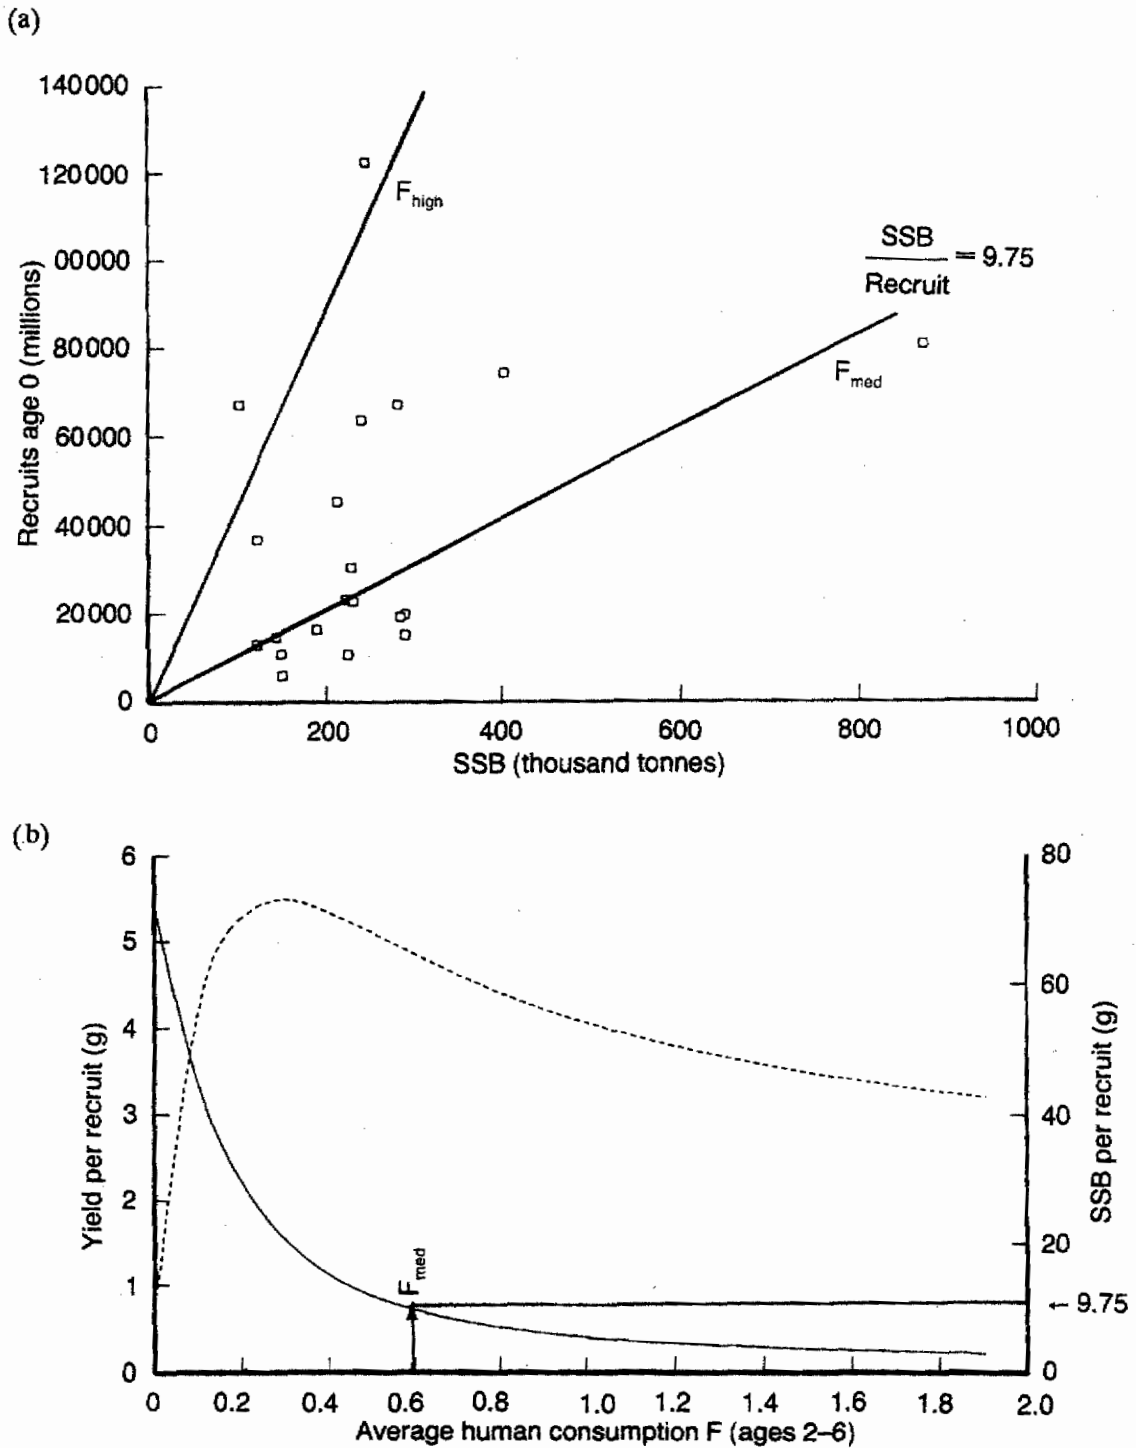 (a)
140000
120000
00000
80000
60000
40000
20000
0
Recruits age 0 (millions)
F high
SSB
Recruit
= 9.75
F med
0 200 400 600 800 1000
SSB (thousand tonnes)
(b)
6
5
4
3
2
1
0
Yield per recruit (g)
80
60
40
20
← 9.75
0
SSB per recruit (g)
F med
0 0.2 0.4 0.6 0.8 1.0 1.2 1.4 1.6 1.8 2.0
Average human consumption F (ages 2–6)